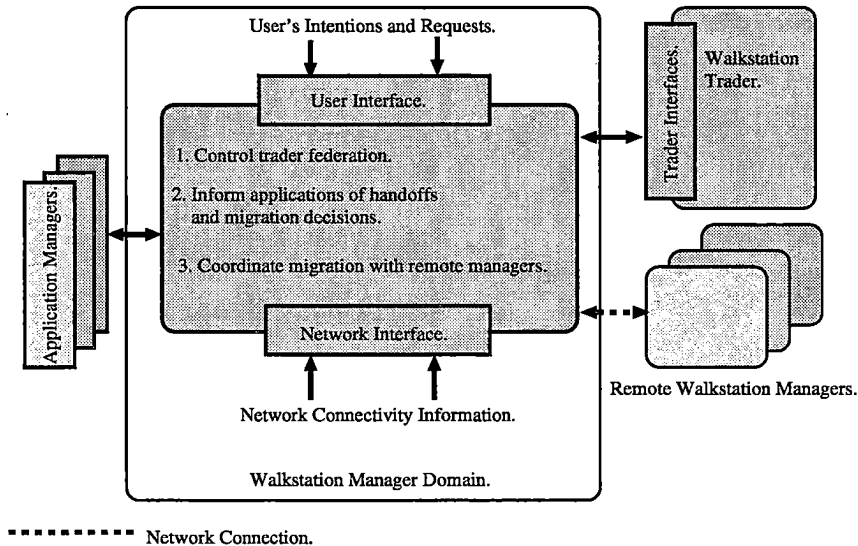 User's Intentions and Requests.
User Interface.
1. Control trader federation.
2. Inform applications of handoffs
and migration decisions.
3. Coordinate migration with remote managers.
Network Interface.
Network Connectivity Information.
Walkstation Manager Domain.
Application Managers.
Trader Interfaces.
Walkstation
Trader.
Remote Walkstation Managers.
Network Connection.